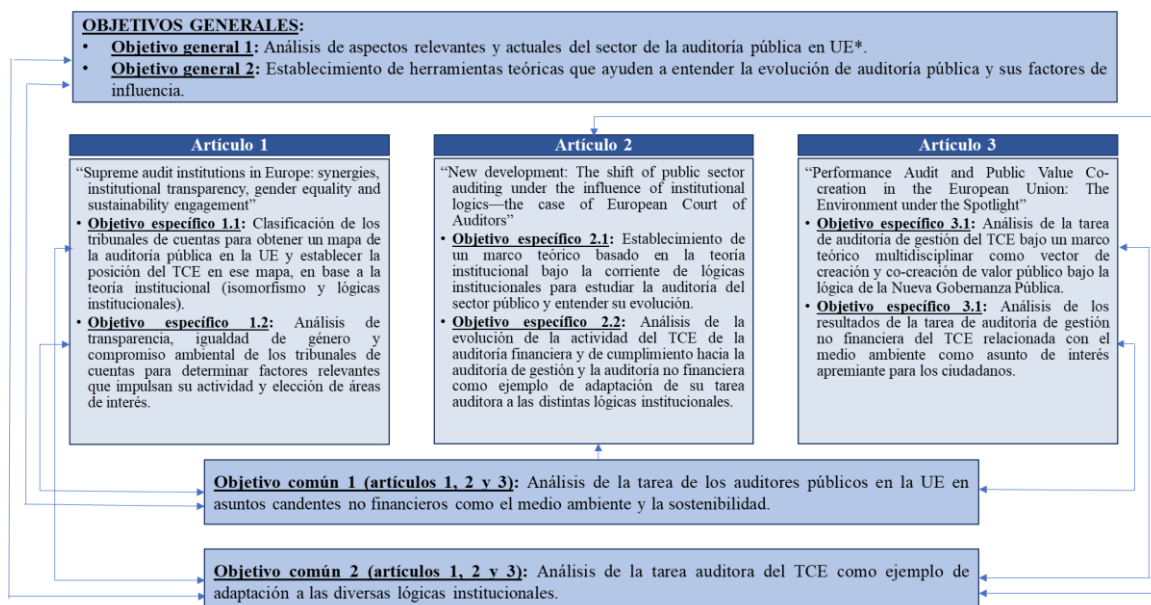 OBJETIVOS GENERALES:
• Objetivo general 1: Análisis de aspectos relevantes y actuales del sector de la auditoría pública en UE*.
• Objetivo general 2: Establecimiento de herramientas teóricas que ayuden a entender la evolución de auditoría pública y sus factores de
influencia.
Artículo 1
“Supreme audit institutions in Europe: synergies,
institutional transparency, gender equality and
sustainability engagement”
• Objetivo específico 1.1: Clasificación de los
tribunales de cuentas para obtener un mapa de
la auditoría pública en la UE y establecer la
posición del TCE en ese mapa, en base a la
teoría institucional (isomorfismo y lógicas
institucionales).
• Objetivo específico 1.2: Análisis de
transparencia, igualdad de género y
compromiso ambiental de los tribunales de
cuentas para determinar factores relevantes
que impulsan su actividad y elección de áreas
de interés.
Artículo 2
“New development: The shift of public sector
auditing under the influence of institutional
logics—the case of European Court of
Auditors”
• Objetivo específico 2.1: Establecimiento de
un marco teórico basado en la teoría
institucional bajo la corriente de lógicas
institucionales para estudiar la auditoría del
sector público y entender su evolución.
• Objetivo específico 2.2: Análisis de la
evolución de la actividad del TCE de la
auditoría financiera y de cumplimiento hacia la
auditoría de gestión y la auditoría no financiera
como ejemplo de adaptación de su tarea
auditora a las distintas lógicas institucionales.
Artículo 3
“Performance Audit and Public Value Co-
creation in the European Union: The
Environment under the Spotlight”
• Objetivo específico 3.1: Análisis de la tarea
de auditoría de gestión del TCE bajo un marco
teórico multidisciplinar como vector de
creación y co-creación de valor público bajo la
lógica de la Nueva Gobernanza Pública.
• Objetivo específico 3.1: Análisis de los
resultados de la tarea de auditoría de gestión
no financiera del TCE relacionada con el
medio ambiente como asunto de interés
apremiante para los ciudadanos.
Objetivo común 1 (artículos 1, 2 y 3): Análisis de la tarea de los auditores públicos en la UE en
asuntos candentes no financieros como el medio ambiente y la sostenibilidad.
Objetivo común 2 (artículos 1, 2 y 3): Análisis de la tarea auditora del TCE como ejemplo de
adaptación a las diversas lógicas institucionales.